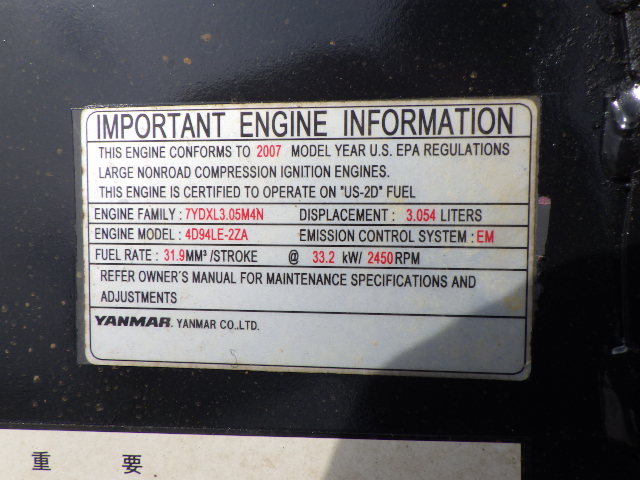 IMPORTANT ENGINE INFORMATION
THIS ENGINE CONFORMS TO 2007 MODEL YEAR U.S. EPA REGULATIONS
LARGE NONROAD COMPRESSION IGNITION ENGINES.
THIS ENGINE IS CERTIFIED TO OPERATE ON "US-2D" FUEL
ENGINE FAMILY : 7YDXL3.05M4N DISPLACEMENT : 3.054 LITERS
ENGINE MODEL : 4D94LE-2ZA EMISSION CONTROL SYSTEM : EM
FUEL RATE : 31.9MM³ /STROKE @ 33.2 kW/ 2450 RPM
REFER OWNER'S MANUAL FOR MAINTENANCE SPECIFICATIONS AND
ADJUSTMENTS
YANMAR. YANMAR CO.,LTD.
重 要